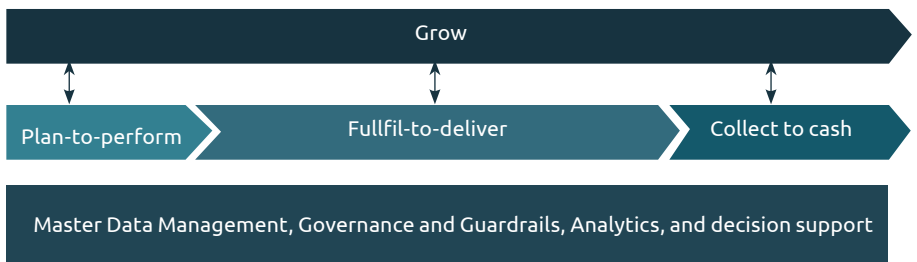 Grow
Plan-to-perform
Fullfil-to-deliver
Collect to cash
Master Data Management, Governance and Guardrails, Analytics, and decision support